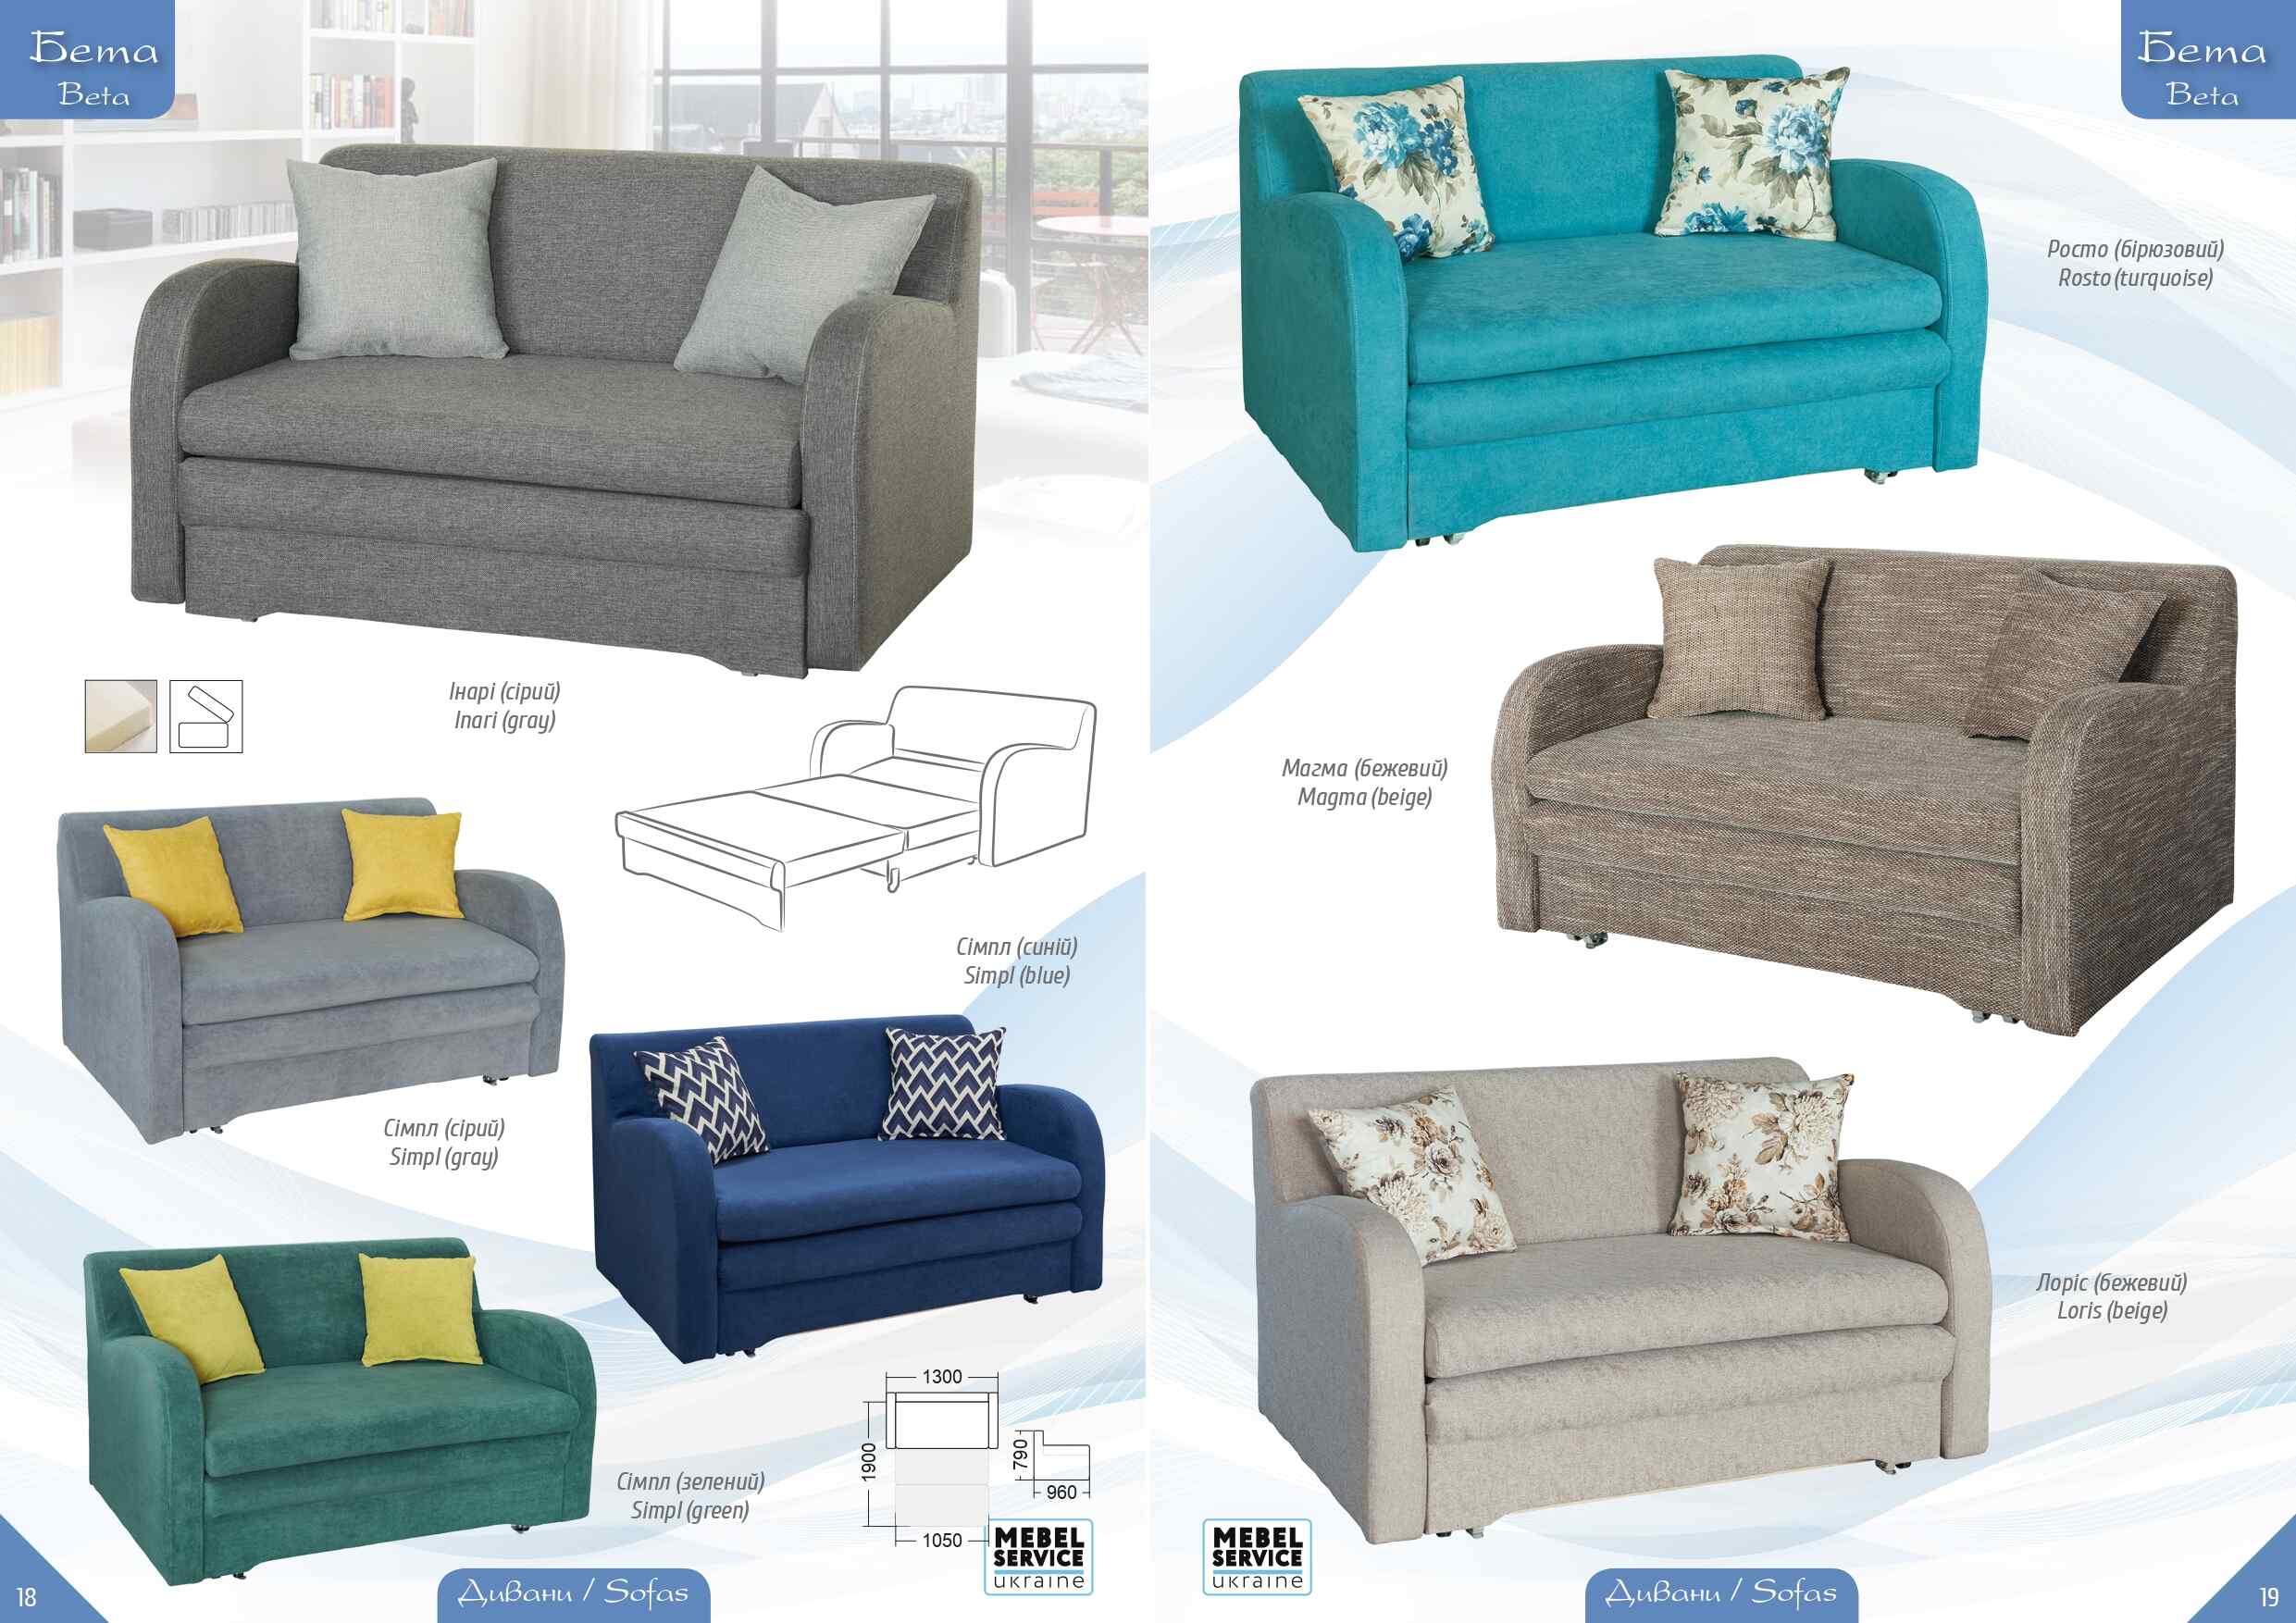 Бета
Beta
Інарі (сірий)
Inari (gray)
Сімпл (синій)
Simpl (blue)
Сімпл (сірий)
Simpl (gray)
Сімпл (зелений)
Simpl (green)
1300
1900
790
960
1050
MEBEL
SERVICE
ukraine
18
Дивани / Sofas
Бета
Beta
Росто (бірюзовий)
Rosto (turquoise)
Магма (бежевий)
Magma (beige)
Лоріс (бежевий)
Loris (beige)
MEBEL
SERVICE
ukraine
Дивани / Sofas
19